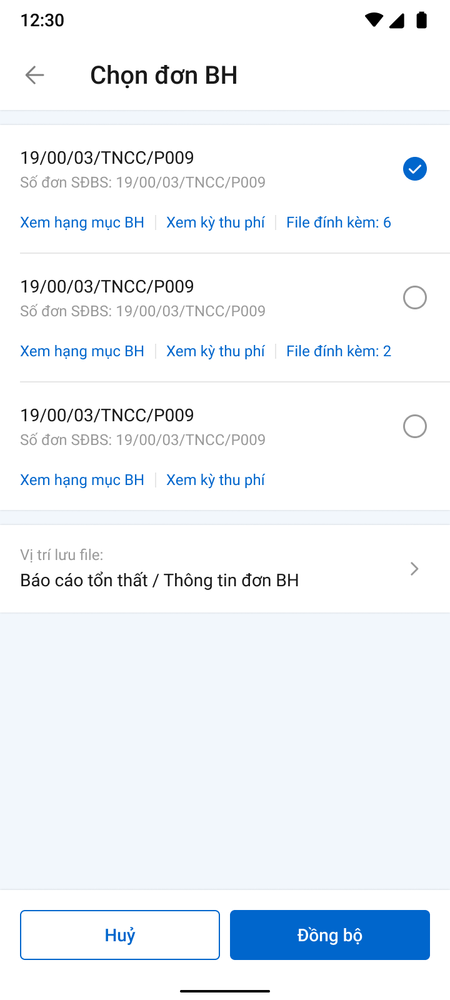 12:30
Chọn đơn BH
19/00/03/TNCC/P009
Số đơn SĐBS: 19/00/03/TNCC/P009
Xem hạng mục BH Xem kỳ thu phí File đính kèm: 6
19/00/03/TNCC/P009
Số đơn SĐBS: 19/00/03/TNCC/P009
Xem hạng mục BH Xem kỳ thu phí File đính kèm: 2
19/00/03/TNCC/P009
Số đơn SĐBS: 19/00/03/TNCC/P009
Xem hạng mục BH Xem kỳ thu phí
Vị trí lưu file:
Báo cáo tổn thất / Thông tin đơn BH
Huỷ Đồng bộ